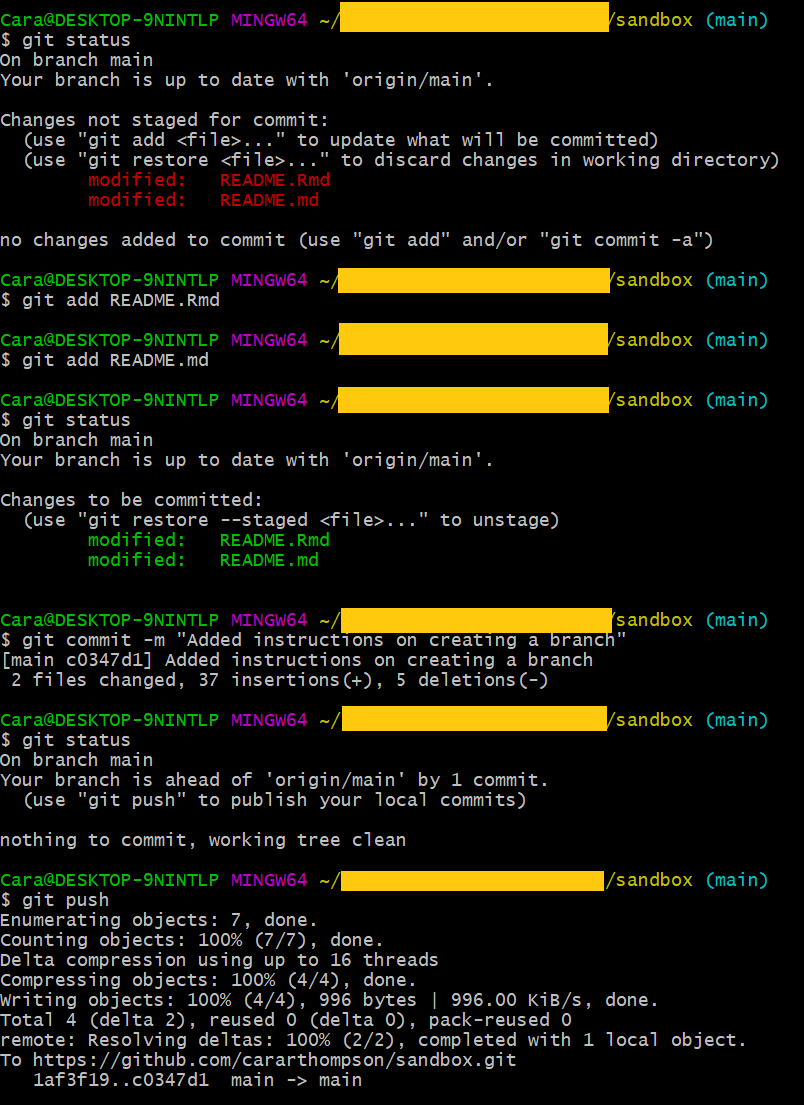 Cara@DESKTOP-9NINTLP MINGW64 ~/ /sandbox (main)
$ git status
On branch main
Your branch is up to date with 'origin/main'.
Changes not staged for commit:
(use "git add <file>..." to update what will be committed)
(use "git restore <file>..." to discard changes in working directory)
modified: README.Rmd
modified: README.md
no changes added to commit (use "git add" and/or "git commit -a")
Cara@DESKTOP-9NINTLP MINGW64 ~/ /sandbox (main)
$ git add README.Rmd
Cara@DESKTOP-9NINTLP MINGW64 ~/ /sandbox (main)
$ git add README.md
Cara@DESKTOP-9NINTLP MINGW64 ~/ /sandbox (main)
$ git status
On branch main
Your branch is up to date with 'origin/main'.
Changes to be committed:
(use "git restore --staged <file>..." to unstage)
modified: README.Rmd
modified: README.md
Cara@DESKTOP-9NINTLP MINGW64 ~/ /sandbox (main)
$ git commit -m "Added instructions on creating a branch"
[main c0347d1] Added instructions on creating a branch
2 files changed, 37 insertions(+), 5 deletions(-)
Cara@DESKTOP-9NINTLP MINGW64 ~/ /sandbox (main)
$ git status
On branch main
Your branch is ahead of 'origin/main' by 1 commit.
(use "git push" to publish your local commits)
nothing to commit, working tree clean
Cara@DESKTOP-9NINTLP MINGW64 ~/ /sandbox (main)
$ git push
Enumerating objects: 7, done.
Counting objects: 100% (7/7), done.
Delta compression using up to 16 threads
Compressing objects: 100% (4/4), done.
Writing objects: 100% (4/4), 996 bytes | 996.00 KiB/s, done.
Total 4 (delta 2), reused 0 (delta 0), pack-reused 0
remote: Resolving deltas: 100% (2/2), completed with 1 local object.
To https://github.com/cararthompson/sandbox.git
1af3f19..c0347d1 main -> main